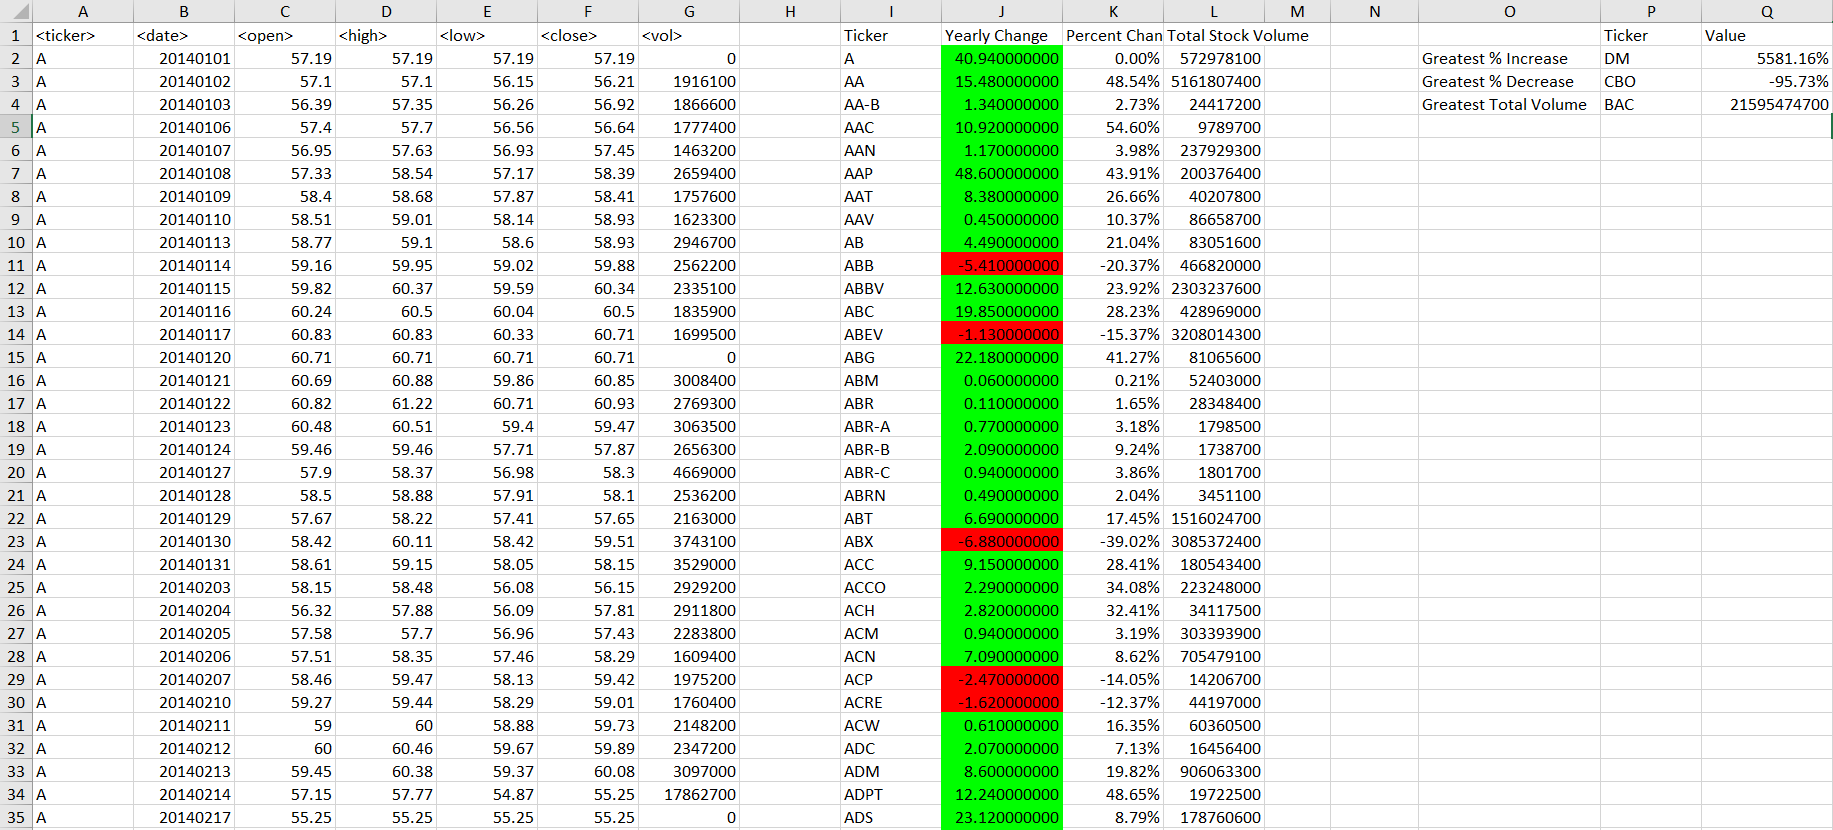 A B C D E F G H I J K L M N O P Q
1 <ticker> <date> <open> <high> <low> <close> <vol> Ticker Yearly Change Percent Chan Total Stock Volume Ticker Value
2 A 20140101 57.19 57.19 57.19 57.19 0 A 40.940000000 0.00% 572978100 Greatest % Increase DM 5581.16%
3 A 20140102 57.1 57.1 56.15 56.21 1916100 AA 15.480000000 48.54% 5161807400 Greatest % Decrease CBO -95.73%
4 A 20140103 56.39 57.35 56.26 56.92 1866600 AA-B 1.340000000 2.73% 24417200 Greatest Total Volume BAC 21595474700
5 A 20140106 57.4 57.7 56.56 56.64 1777400 AAC 10.920000000 54.60% 9789700
6 A 20140107 56.95 57.63 56.93 57.45 1463200 AAN 1.170000000 3.98% 237929300
7 A 20140108 57.33 58.54 57.17 58.39 2659400 AAP 48.600000000 43.91% 200376400
8 A 20140109 58.4 58.68 57.87 58.41 1757600 AAT 8.380000000 26.66% 40207800
9 A 20140110 58.51 59.01 58.14 58.93 1623300 AAV 0.450000000 10.37% 86658700
10 A 20140113 58.77 59.1 58.6 58.93 2946700 AB 4.490000000 21.04% 83051600
11 A 20140114 59.16 59.95 59.02 59.88 2562200 ABB -5.410000000 -20.37% 466820000
12 A 20140115 59.82 60.37 59.59 60.34 2335100 ABBV 12.630000000 23.92% 2303237600
13 A 20140116 60.24 60.5 60.04 60.5 1835900 ABC 19.850000000 28.23% 428969000
14 A 20140117 60.83 60.83 60.33 60.71 1699500 ABEV -1.130000000 -15.37% 3208014300
15 A 20140120 60.71 60.71 60.71 60.71 0 ABG 22.180000000 41.27% 81065600
16 A 20140121 60.69 60.88 59.86 60.85 3008400 ABM 0.060000000 0.21% 52403000
17 A 20140122 60.82 61.22 60.71 60.93 2769300 ABR 0.110000000 1.65% 28348400
18 A 20140123 60.48 60.51 59.4 59.47 3063500 ABR-A 0.770000000 3.18% 1798500
19 A 20140124 59.46 59.46 57.71 57.87 2656300 ABR-B 2.090000000 9.24% 1738700
20 A 20140127 57.9 58.37 56.98 58.3 4669000 ABR-C 0.940000000 3.86% 1801700
21 A 20140128 58.5 58.88 57.91 58.1 2536200 ABRN 0.490000000 2.04% 3451100
22 A 20140129 57.67 58.22 57.41 57.65 2163000 ABT 6.690000000 17.45% 1516024700
23 A 20140130 58.42 60.11 58.42 59.51 3743100 ABX -6.880000000 -39.02% 3085372400
24 A 20140131 58.61 59.15 58.05 58.15 3529000 ACC 9.150000000 28.41% 180543400
25 A 20140203 58.15 58.48 56.08 56.15 2929200 ACCO 2.290000000 34.08% 223248000
26 A 20140204 56.32 57.88 56.09 57.81 2911800 ACH 2.820000000 32.41% 34117500
27 A 20140205 57.58 57.7 56.96 57.43 2283800 ACM 0.940000000 3.19% 303393900
28 A 20140206 57.51 58.35 57.46 58.29 1609400 ACN 7.090000000 8.62% 705479100
29 A 20140207 58.46 59.47 58.13 59.42 1975200 ACP -2.470000000 -14.05% 14206700
30 A 20140210 59.27 59.44 58.29 59.01 1760400 ACRE -1.620000000 -12.37% 44197000
31 A 20140211 59 60 58.88 59.73 2148200 ACW 0.610000000 16.35% 60360500
32 A 20140212 60 60.46 59.67 59.89 2347200 ADC 2.070000000 7.13% 16456400
33 A 20140213 59.45 60.38 59.37 60.08 3097000 ADM 8.600000000 19.82% 906063300
34 A 20140214 57.15 57.77 54.87 55.25 17862700 ADPT 12.240000000 48.65% 19722500
35 A 20140217 55.25 55.25 55.25 55.25 0 ADS 23.120000000 8.79% 178760600